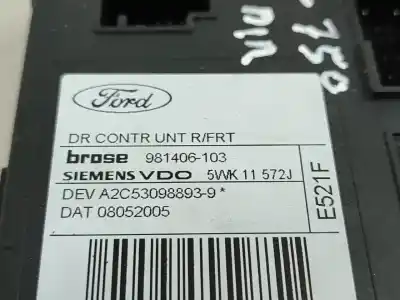 Ford
DR CONTR UNT R/FRT
brose 981406-103
SIEMENS VDO 5WK 11 572J
DEV A2C53098893-9 *
DAT 08052005
E521F